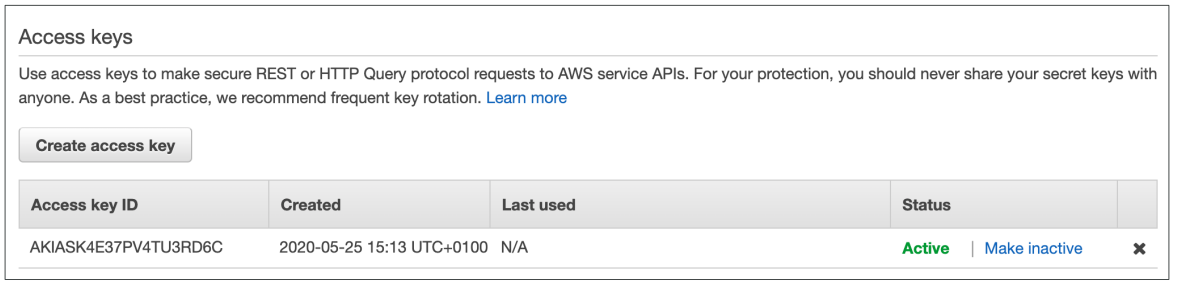 Access keys
Use access keys to make secure REST or HTTP Query protocol requests to AWS service APIs. For your protection, you should never share your secret keys with
anyone. As a best practice, we recommend frequent key rotation. Learn more
Create access key
Access key ID Created Last used Status
AKIASK4E37PV4TU3RD6C 2020-05-25 15:13 UTC+0100 N/A Active | Make inactive ✖